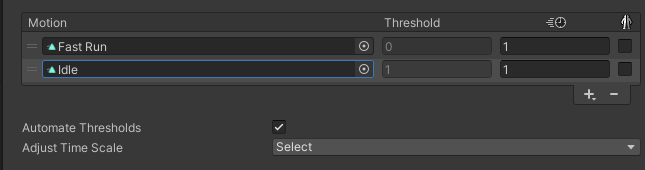 Motion Threshold
Fast Run 0 1
Idle 1 1
Automate Thresholds
Adjust Time Scale Select